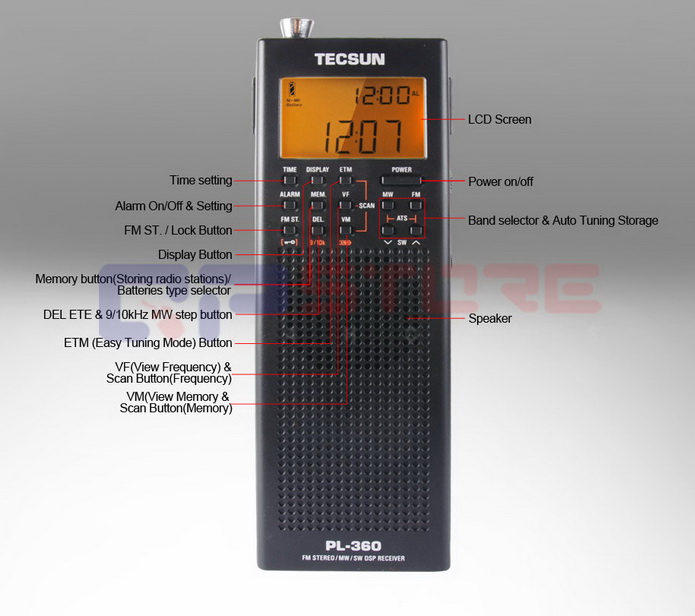 TECSUN
Ni-MH
Battery
12:00 AL
12:07
TIME DISPLAY ETM POWER
ALARM MEM. VF SCAN MW FM
FM ST. DEL. VM ATS
9/10k SW
LCD Screen
Time setting
Power on/off
Alarm On/Off & Setting
Band selector & Auto Tuning Storage
FM ST. / Lock Button
Display Button
Memory button(Storing radio stations)/
Batteries type selector
DEL ETE & 9/10kHz MW step button
Speaker
ETM (Easy Tuning Mode) Button
VF(View Frequency) &
Scan Button(Frequency)
VM(View Memory &
Scan Button(Memory)
STORE
PL-360
FM STEREO/MW/SW DSP RECEIVER